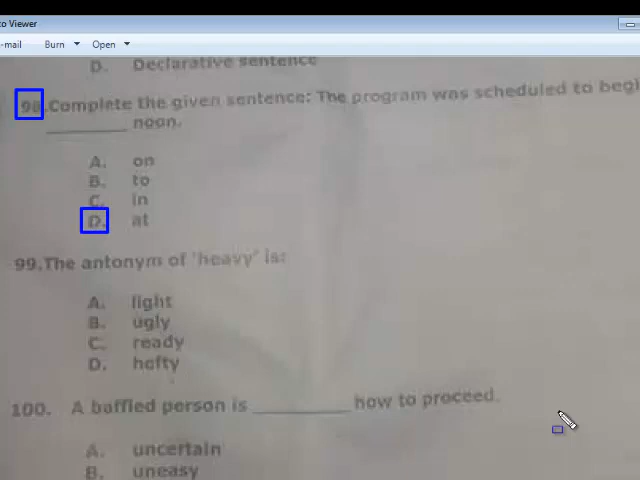 to Viewer
-mail Burn Open
D. Declarative sentence
98.Complete the given sentence: The program was scheduled to begi
________ noon.
A. on
B. to
C. in
D. at
99.The antonym of 'heavy' is:
A. light
B. ugly
C. ready
D. hefty
100. A baffled person is _________ how to proceed.
A. uncertain
B. uneasy